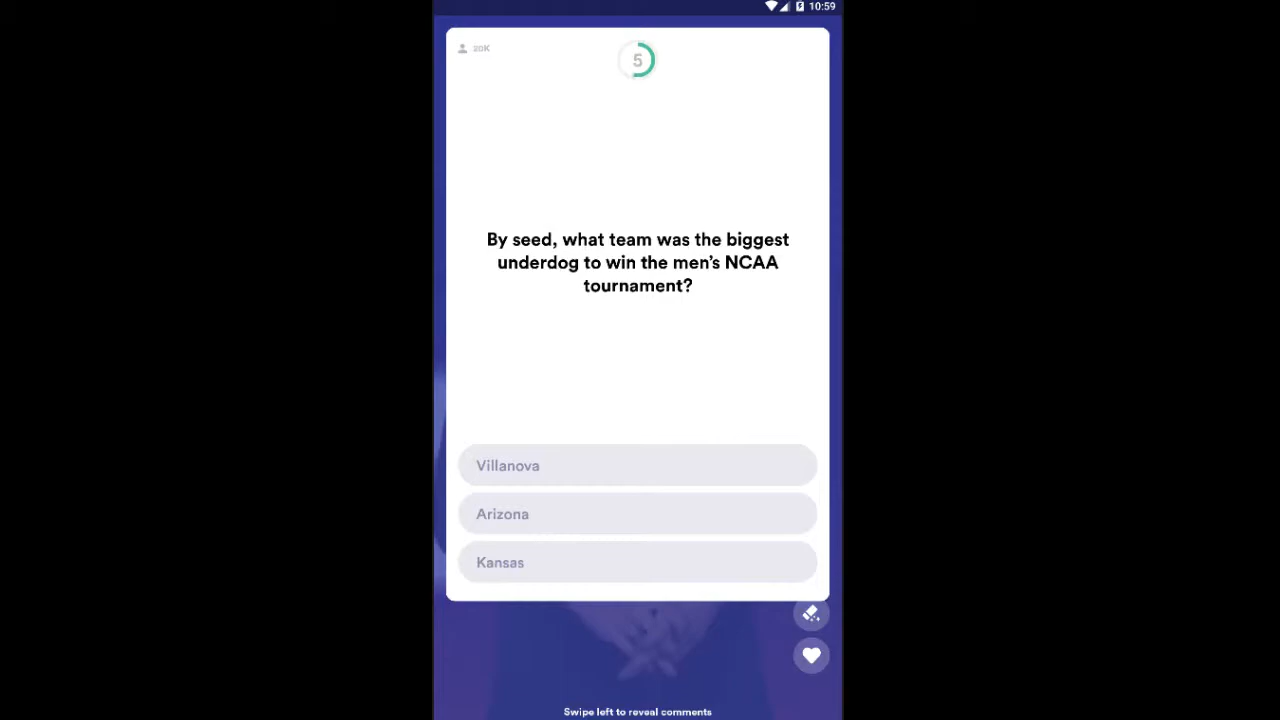 10:59
20K
5
By seed, what team was the biggest
underdog to win the men's NCAA
tournament?
Villanova
Arizona
Kansas
Swipe left to reveal comments